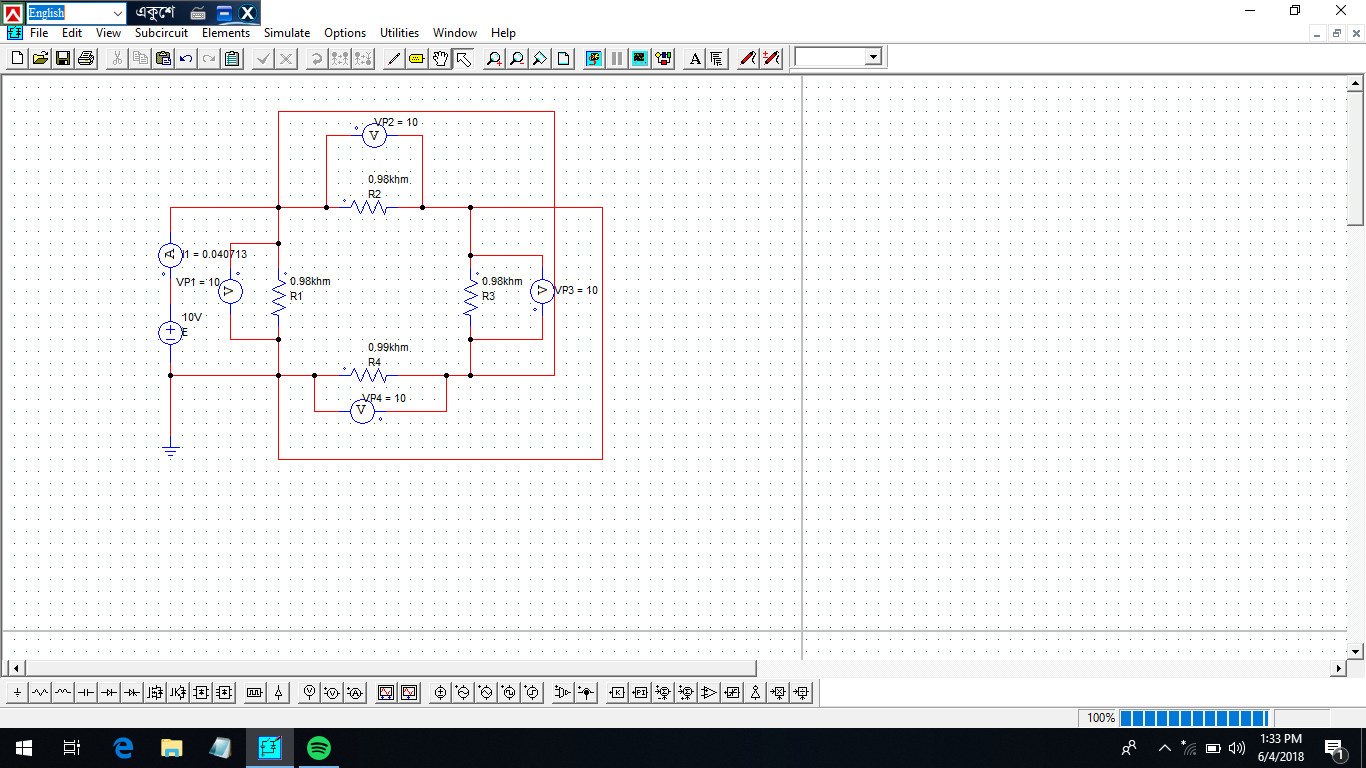 English
একুশে
File Edit View Subcircuit Elements Simulate Options Utilities Window Help
VP2 = 10
V
0.98khm
R2
A
I1 = 0.040713
VP1 = 10
V
0.98khm
R1
0.98khm
R3
V
VP3 = 10
10V
E
0.99khm
R4
VP4 = 10
V
100%
1:33 PM
6/4/2018
1